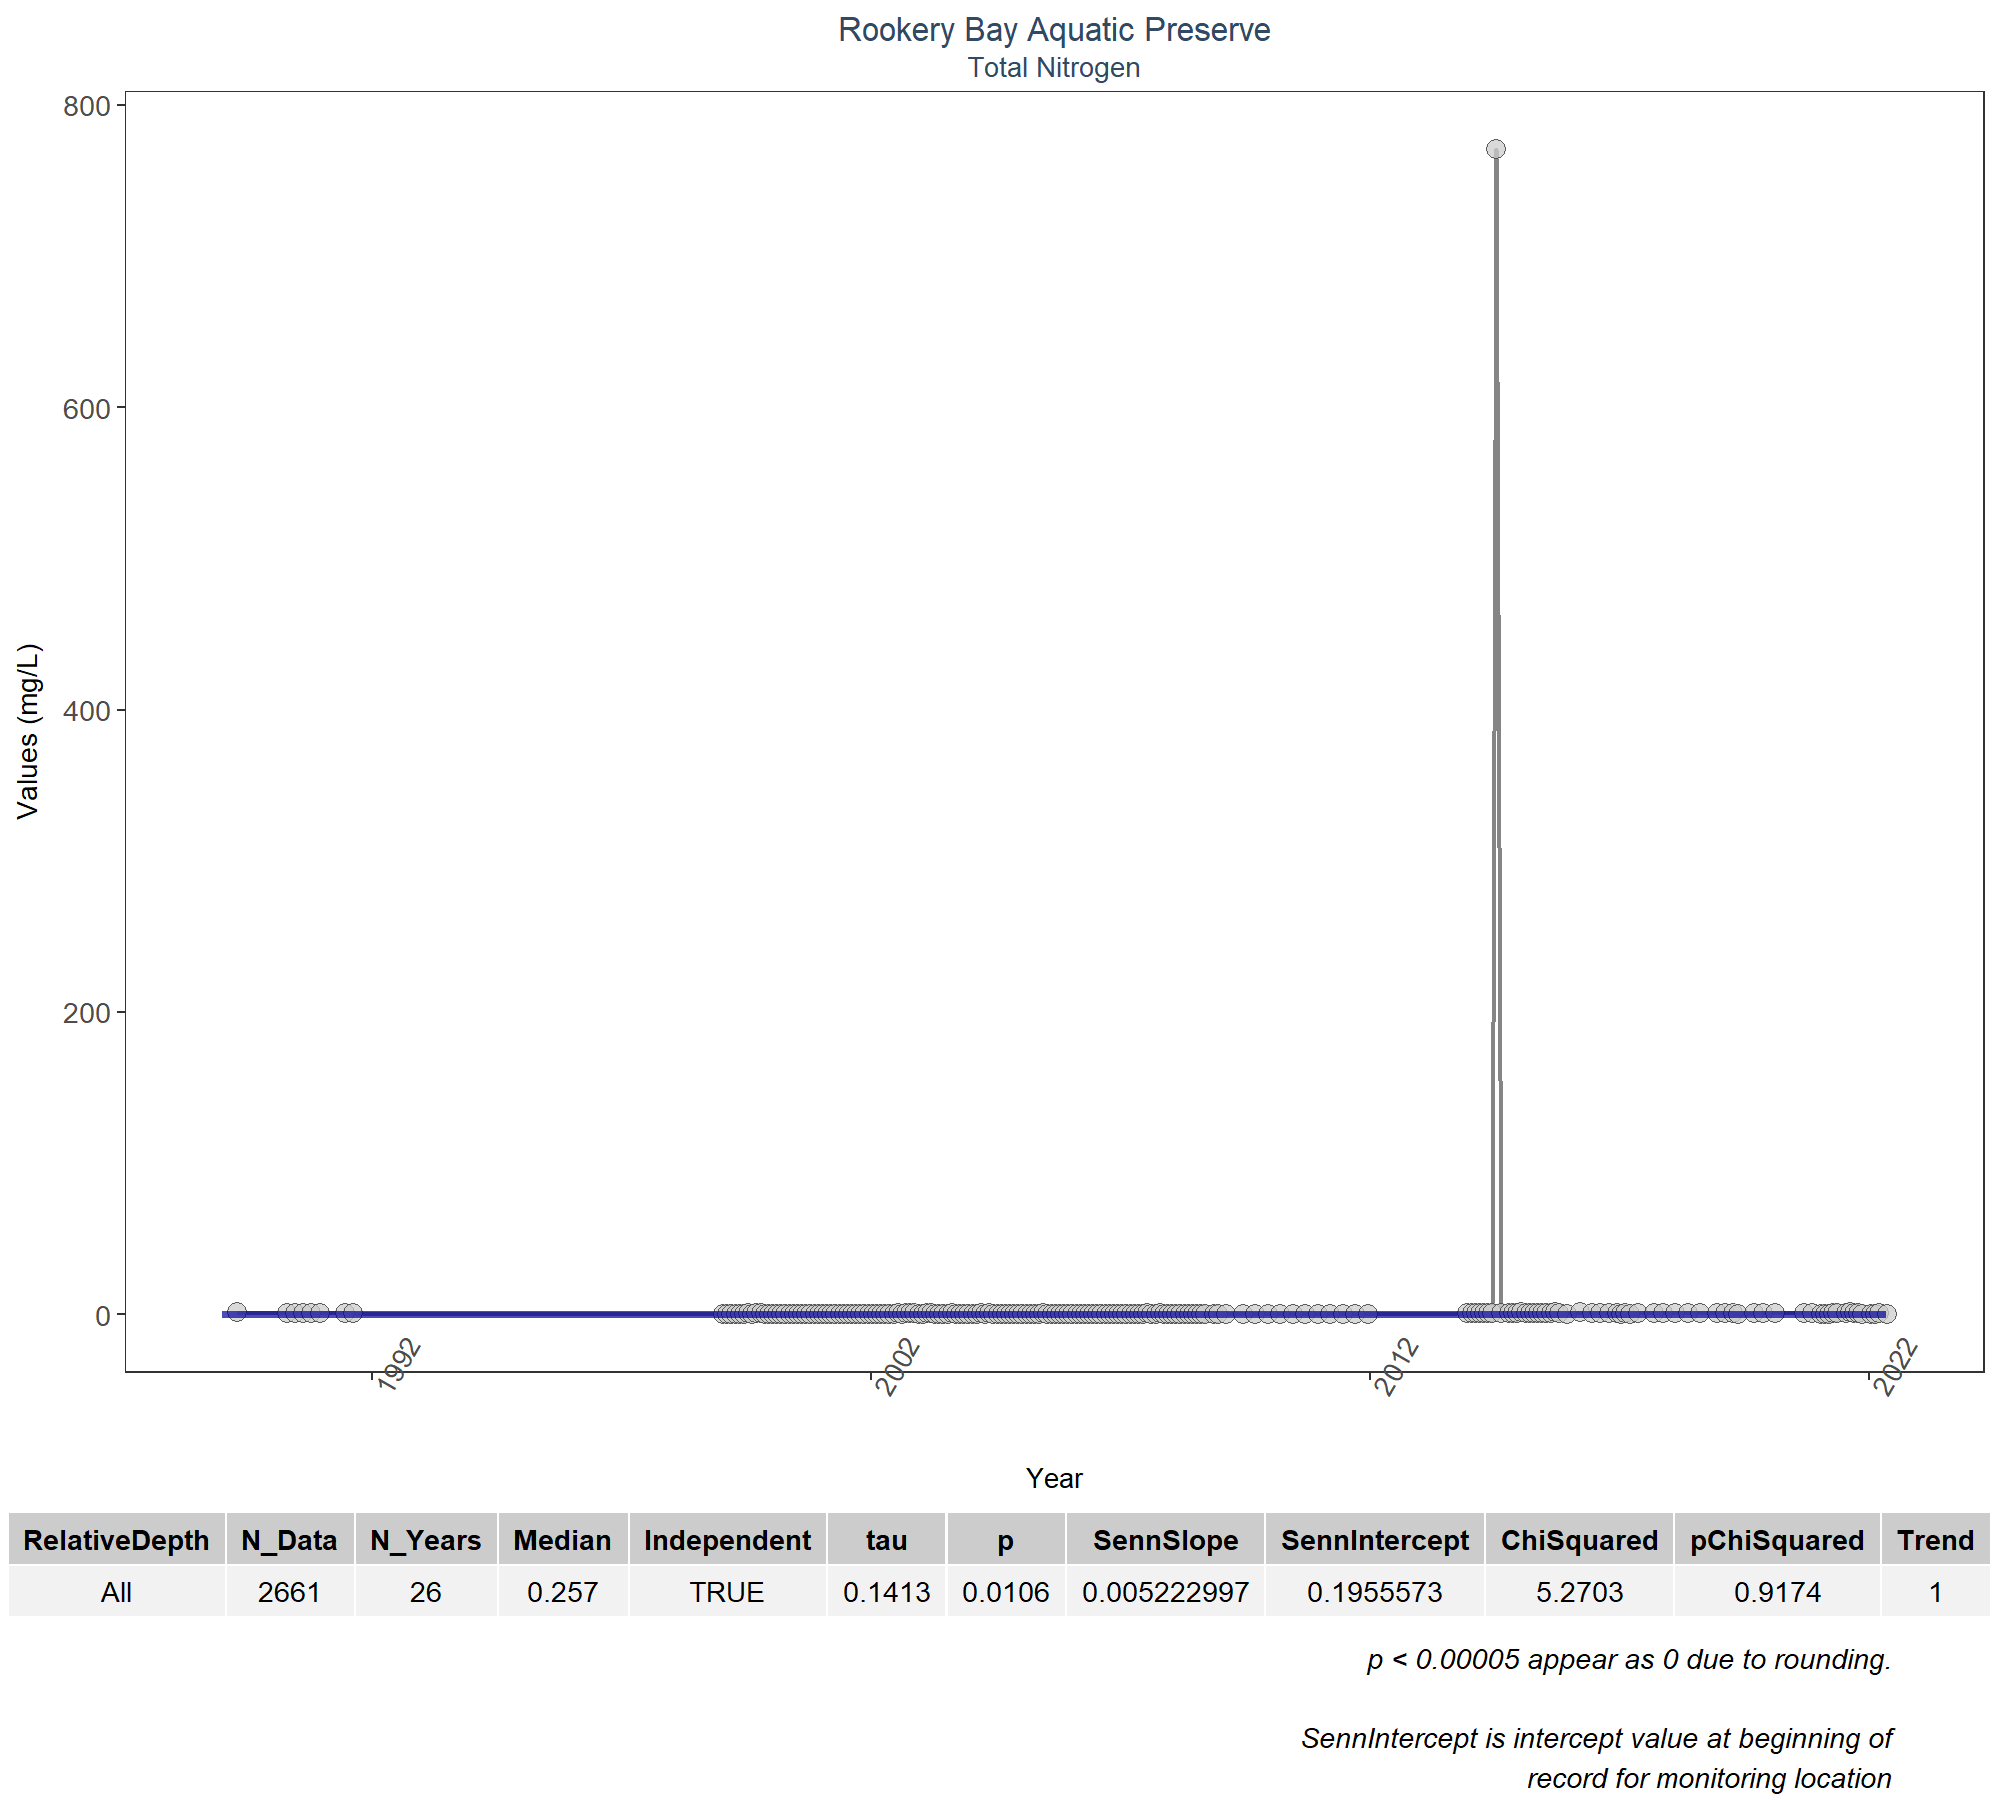 Rookery Bay Aquatic Preserve
Total Nitrogen
800
600
400
200
0
Values (mg/L)
1992
2002
2012
2022
Year
RelativeDepth N_Data N_Years Median Independent tau p SennSlope SennIntercept ChiSquared pChiSquared Trend
All 2661 26 0.257 TRUE 0.1413 0.0106 0.005222997 0.1955573 5.2703 0.9174 1
p < 0.00005 appear as 0 due to rounding.
SennIntercept is intercept value at beginning of
record for monitoring location